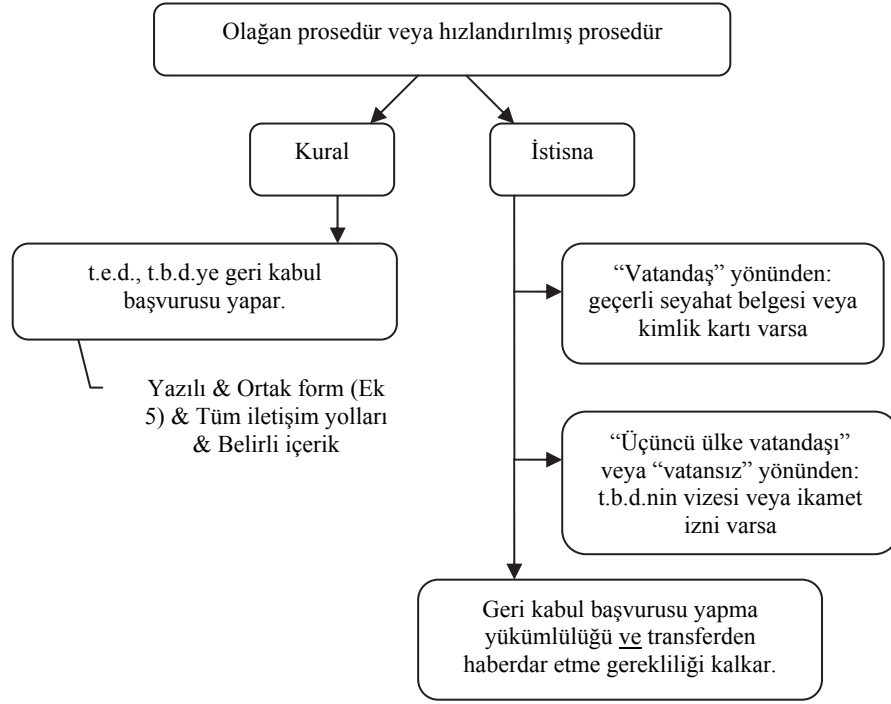 Olağan prosedür veya hızlandırılmış prosedür
Kural
İstisna
t.e.d., t.b.d.ye geri kabul
başvurusu yapar.
Yazılı & Ortak form (Ek
5) & Tüm iletişim yolları
& Belirli içerik
“Vatandaş” yönünden:
geçerli seyahat belgesi veya
kimlik kartı varsa
“Üçüncü ülke vatandaşı”
veya “vatansız” yönünden:
t.b.d.nin vizesi veya ikamet
izni varsa
Geri kabul başvurusu yapma
yükümlülüğü ve transferden
haberdar etme gerekliliği kalkar.